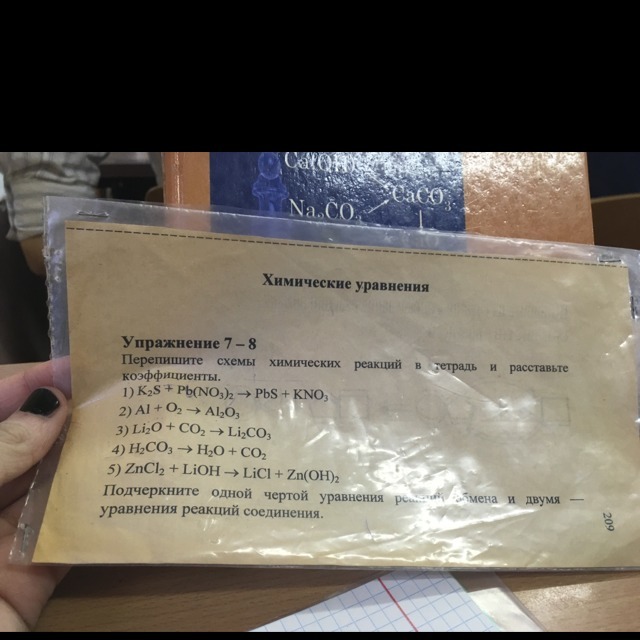 CaCO₃
Na₂CO₃
Химические уравнения
Упражнение 7 – 8
Перепишите схемы химических реакций в тетрадь и расставьте
коэффициенты.
1) K₂S + Pb(NO₃)₂ → PbS + KNO₃
2) Al + O₂ → Al₂O₃
3) Li₂O + CO₂ → Li₂CO₃
4) H₂CO₃ → H₂O + CO₂
5) ZnCl₂ + LiOH → LiCl + Zn(OH)₂
Подчеркните одной чертой уравнения реакций обмена и двумя —
уравнения реакций соединения.
209